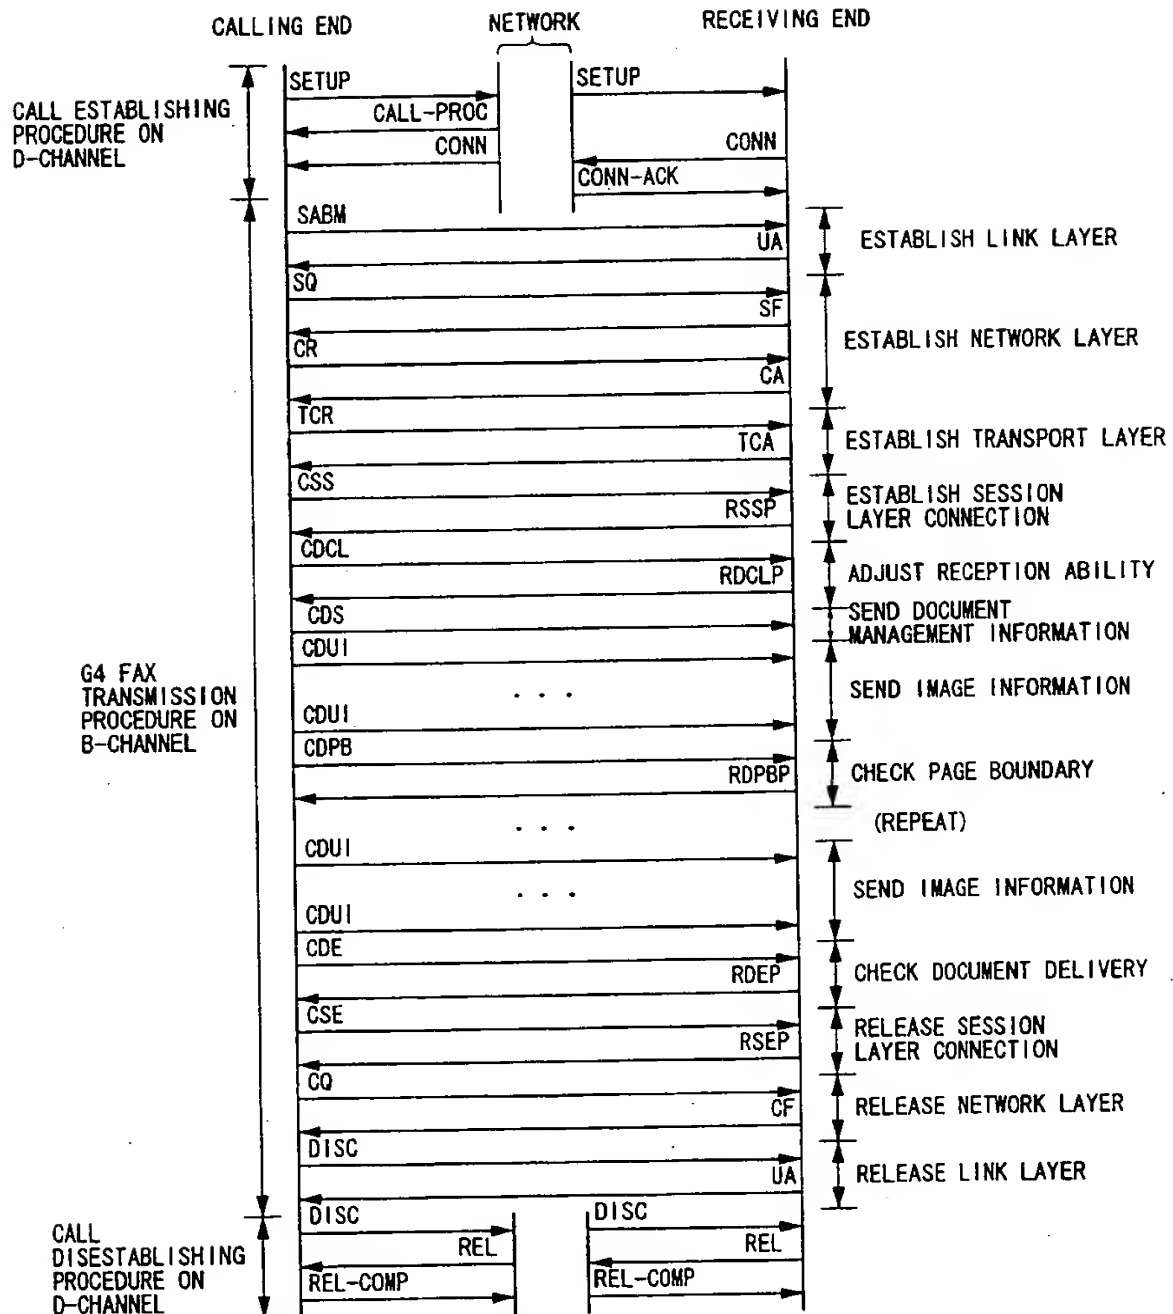 CALLING END
NETWORK
RECEIVING END
SETUP
SETUP
CALL ESTABLISHING
PROCEDURE ON
D-CHANNEL
CALL-PROC
CONN
CONN
CONN-ACK
SABM
UA
ESTABLISH LINK LAYER
SQ
SF
ESTABLISH NETWORK LAYER
CR
CA
TCR
TCA
ESTABLISH TRANSPORT LAYER
CSS
RSSP
ESTABLISH SESSION
LAYER CONNECTION
CDCL
RDCLP
ADJUST RECEPTION ABILITY
CDS
SEND DOCUMENT
MANAGEMENT INFORMATION
CDUI
G4 FAX
TRANSMISSION
PROCEDURE ON
B-CHANNEL
. . .
SEND IMAGE INFORMATION
CDUI
CDPB
RDPBP
CHECK PAGE BOUNDARY
. . .
(REPEAT)
CDUI
. . .
SEND IMAGE INFORMATION
CDUI
CDE
RDEP
CHECK DOCUMENT DELIVERY
CSE
RSEP
RELEASE SESSION
LAYER CONNECTION
CQ
CF
RELEASE NETWORK LAYER
DISC
UA
RELEASE LINK LAYER
DISC
DISC
CALL
DISESTABLISHING
PROCEDURE ON
D-CHANNEL
REL
REL
REL-COMP
REL-COMP